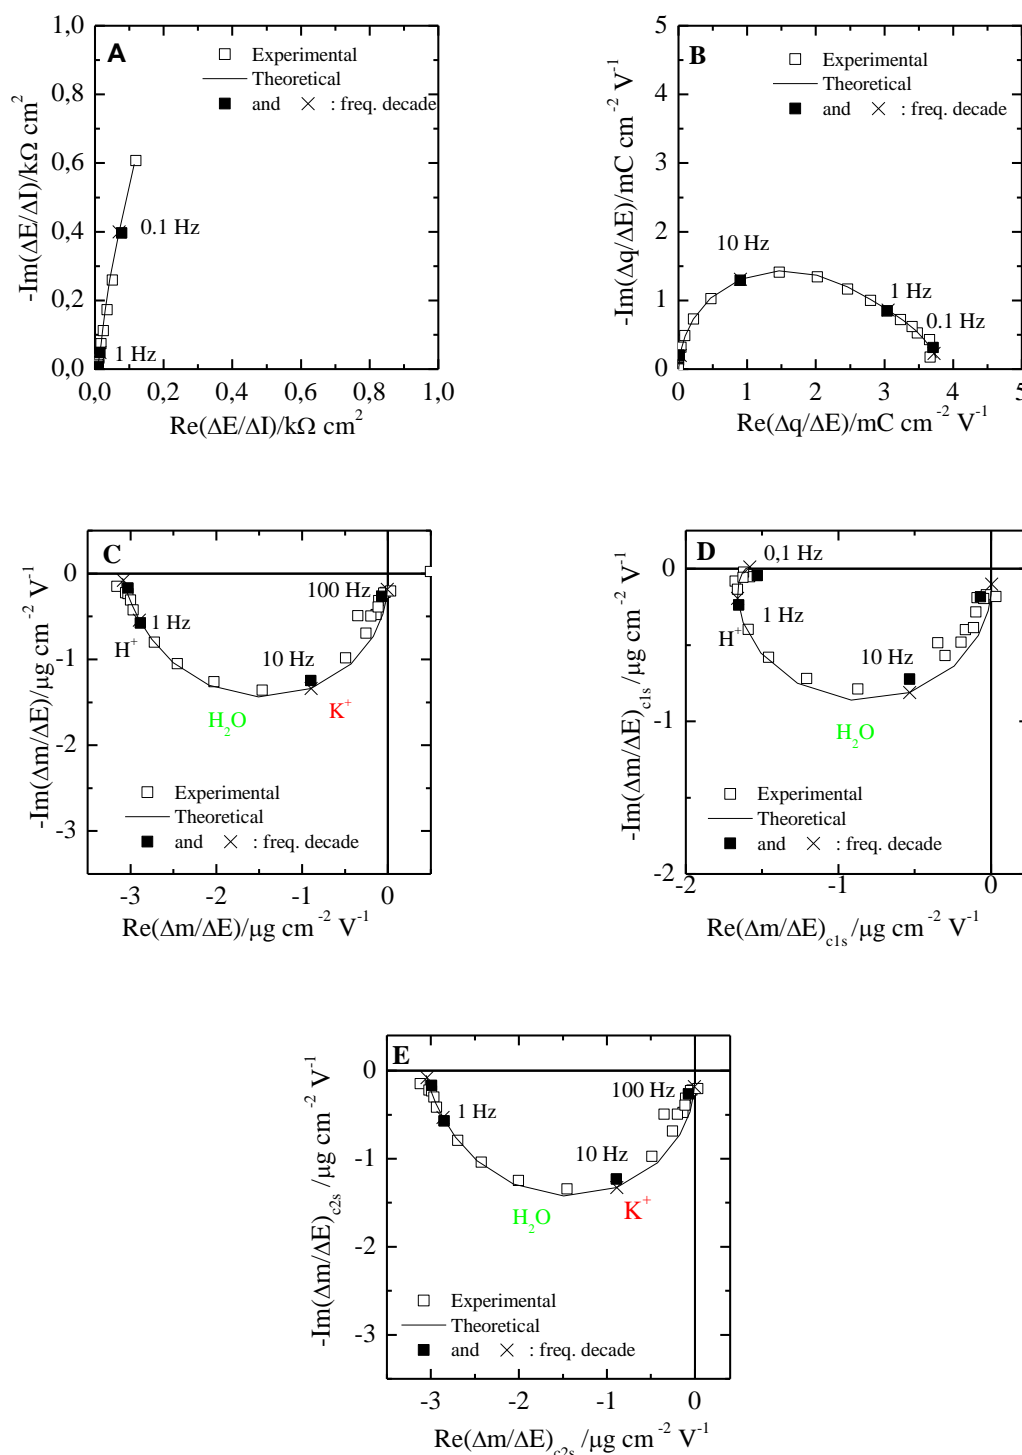 A
Experimental
Theoretical
and × : freq. decade
0.1 Hz
1 Hz
1,0
0,8
0,6
0,4
0,2
0,0
0,0 0,2 0,4 0,6 0,8 1,0
-Im(ΔE/ΔI)/kΩ cm²
Re(ΔE/ΔI)/kΩ cm²
B
Experimental
Theoretical
and × : freq. decade
10 Hz
1 Hz
0.1 Hz
5
4
3
2
1
0
0 1 2 3 4 5
-Im(Δq/ΔE)/mC cm⁻² V⁻¹
Re(Δq/ΔE)/mC cm⁻² V⁻¹
C
100 Hz
1 Hz
H⁺
10 Hz
H₂O
K⁺
Experimental
Theoretical
and × : freq. decade
0
-1
-2
-3
-3 -2 -1 0
-Im(Δm/ΔE)/μg cm⁻² V⁻¹
Re(Δm/ΔE)/μg cm⁻² V⁻¹
D
0,1 Hz
1 Hz
H⁺
10 Hz
H₂O
Experimental
Theoretical
and × : freq. decade
0
-1
-2
-2 -1 0
-Im(Δm/ΔE)c1s/μg cm⁻² V⁻¹
Re(Δm/ΔE)c1s/μg cm⁻² V⁻¹
E
100 Hz
1 Hz
10 Hz
H₂O
K⁺
Experimental
Theoretical
and × : freq. decade
0
-1
-2
-3
-3 -2 -1 0
-Im(Δm/ΔE)c2s/μg cm⁻² V⁻¹
Re(Δm/ΔE)c2s/μg cm⁻² V⁻¹